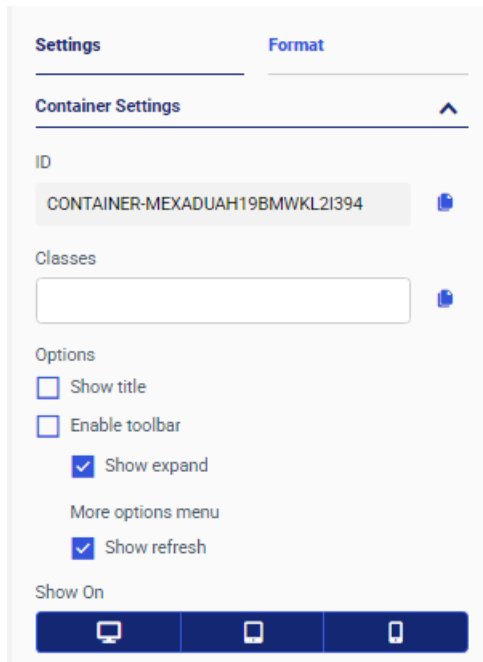 Settings Format
Container Settings
ID
CONTAINER-MEXADUAH19BMWKL2I394
Classes
Options
Show title
Enable toolbar
Show expand
More options menu
Show refresh
Show On